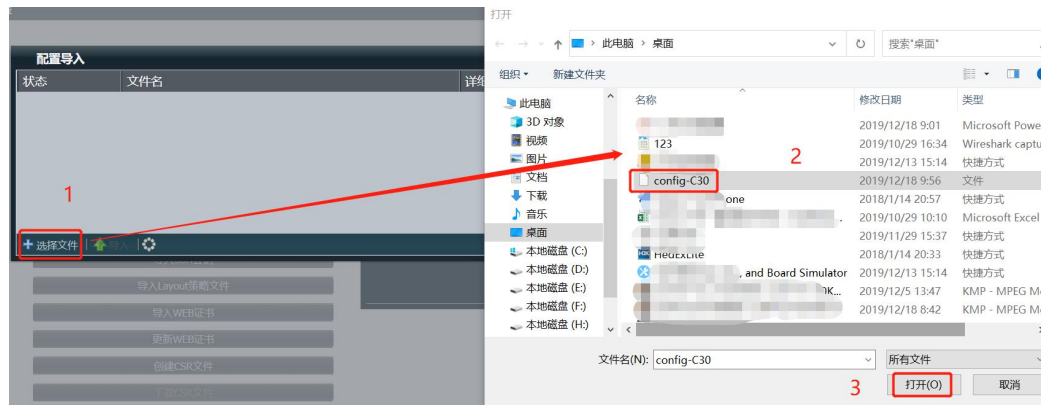 配置导入
状态 文件名 详细
1
选择文件 导入
导入Layout策略文件
导入WEB证书
更新WEB证书
创建CSR文件
下载CSR文件
打开
此电脑 › 桌面 搜索"桌面"
组织 新建文件夹
名称 修改日期 类型
此电脑
3D 对象
视频
图片
文档
下载
音乐
桌面
本地磁盘 (C:)
本地磁盘 (D:)
本地磁盘 (E:)
本地磁盘 (F:)
本地磁盘 (H:)
2019/12/18 9:01 Microsoft Powe
123 2019/10/29 16:34 Wireshark captu
2
2019/12/13 15:14 快捷方式
config-C30 2019/12/18 9:56 文件
one 2018/1/14 20:57 快捷方式
2019/10/29 10:10 Microsoft Excel
2019/11/29 15:37 快捷方式
HedExLite 2018/1/14 20:33 快捷方式
, and Board Simulator 2019/12/13 15:14 快捷方式
0K... 2019/12/5 13:47 KMP - MPEG M
2019/12/18 8:42 KMP - MPEG M
文件名(N): config-C30 所有文件
3
打开(O) 取消